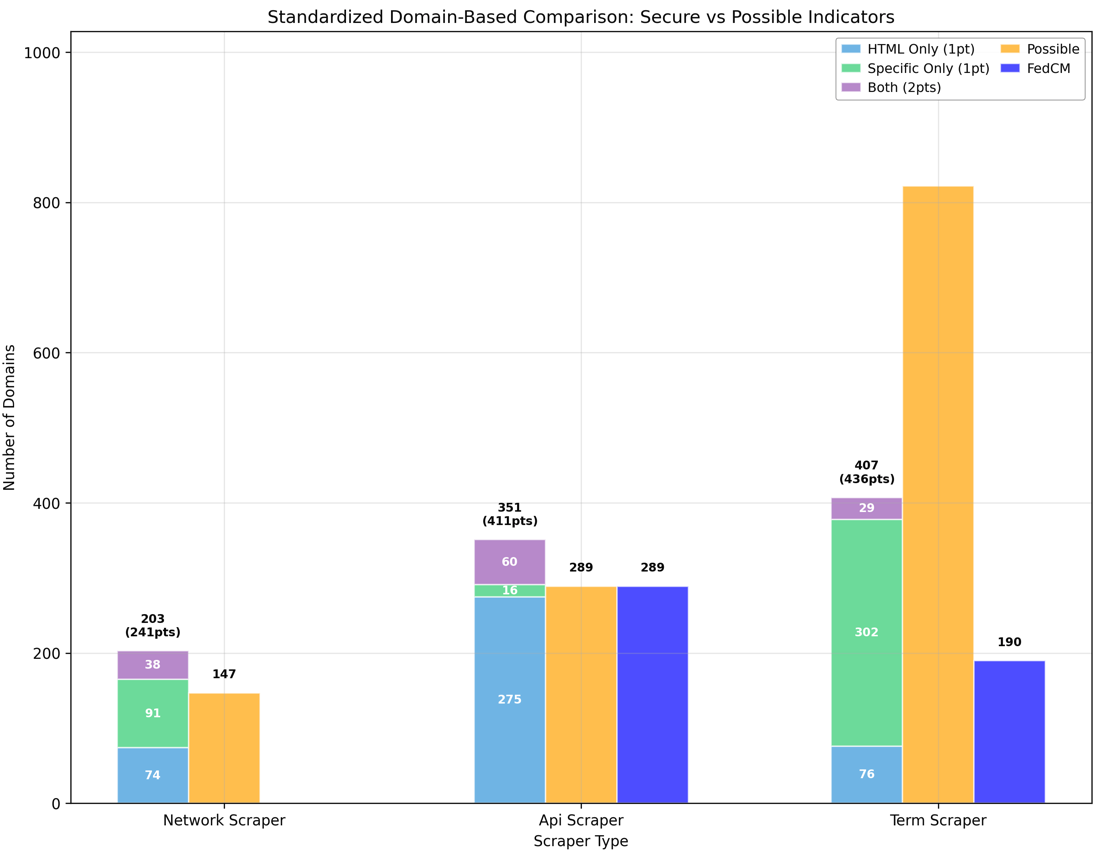 Standardized Domain-Based Comparison: Secure vs Possible Indicators
HTML Only (1pt)
Specific Only (1pt)
Both (2pts)
Possible
FedCM
Number of Domains
1000
800
600
400
200
0
203
(241pts)
38
91
74
147
351
(411pts)
60
16
275
289
289
407
(436pts)
29
302
76
190
Network Scraper
Api Scraper
Term Scraper
Scraper Type